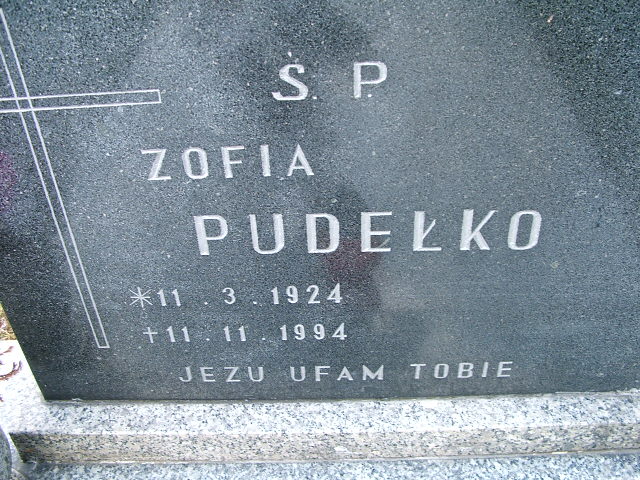 Ś. P.
ZOFIA
PUDEŁKO
*11.3.1924
†11.11.1994
JEZU UFAM TOBIE